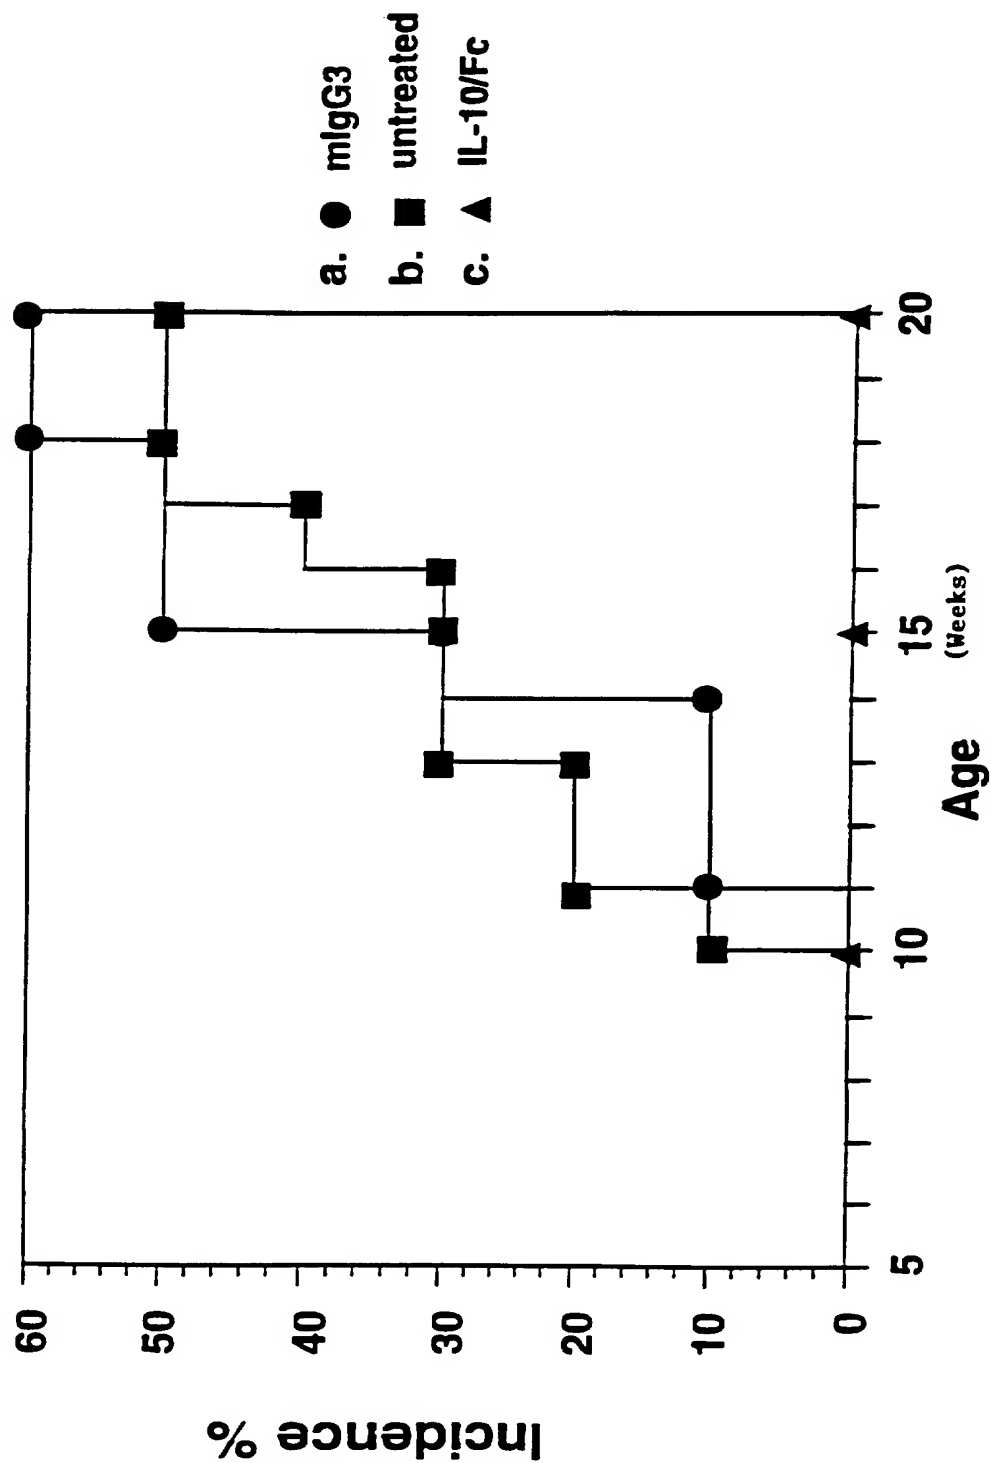 Incidence %
60
50
40
30
20
10
0
5
10
15
20
Age
(Weeks)
a. ● mIgG3
b. ■ untreated
c. ▲ IL-10/Fc